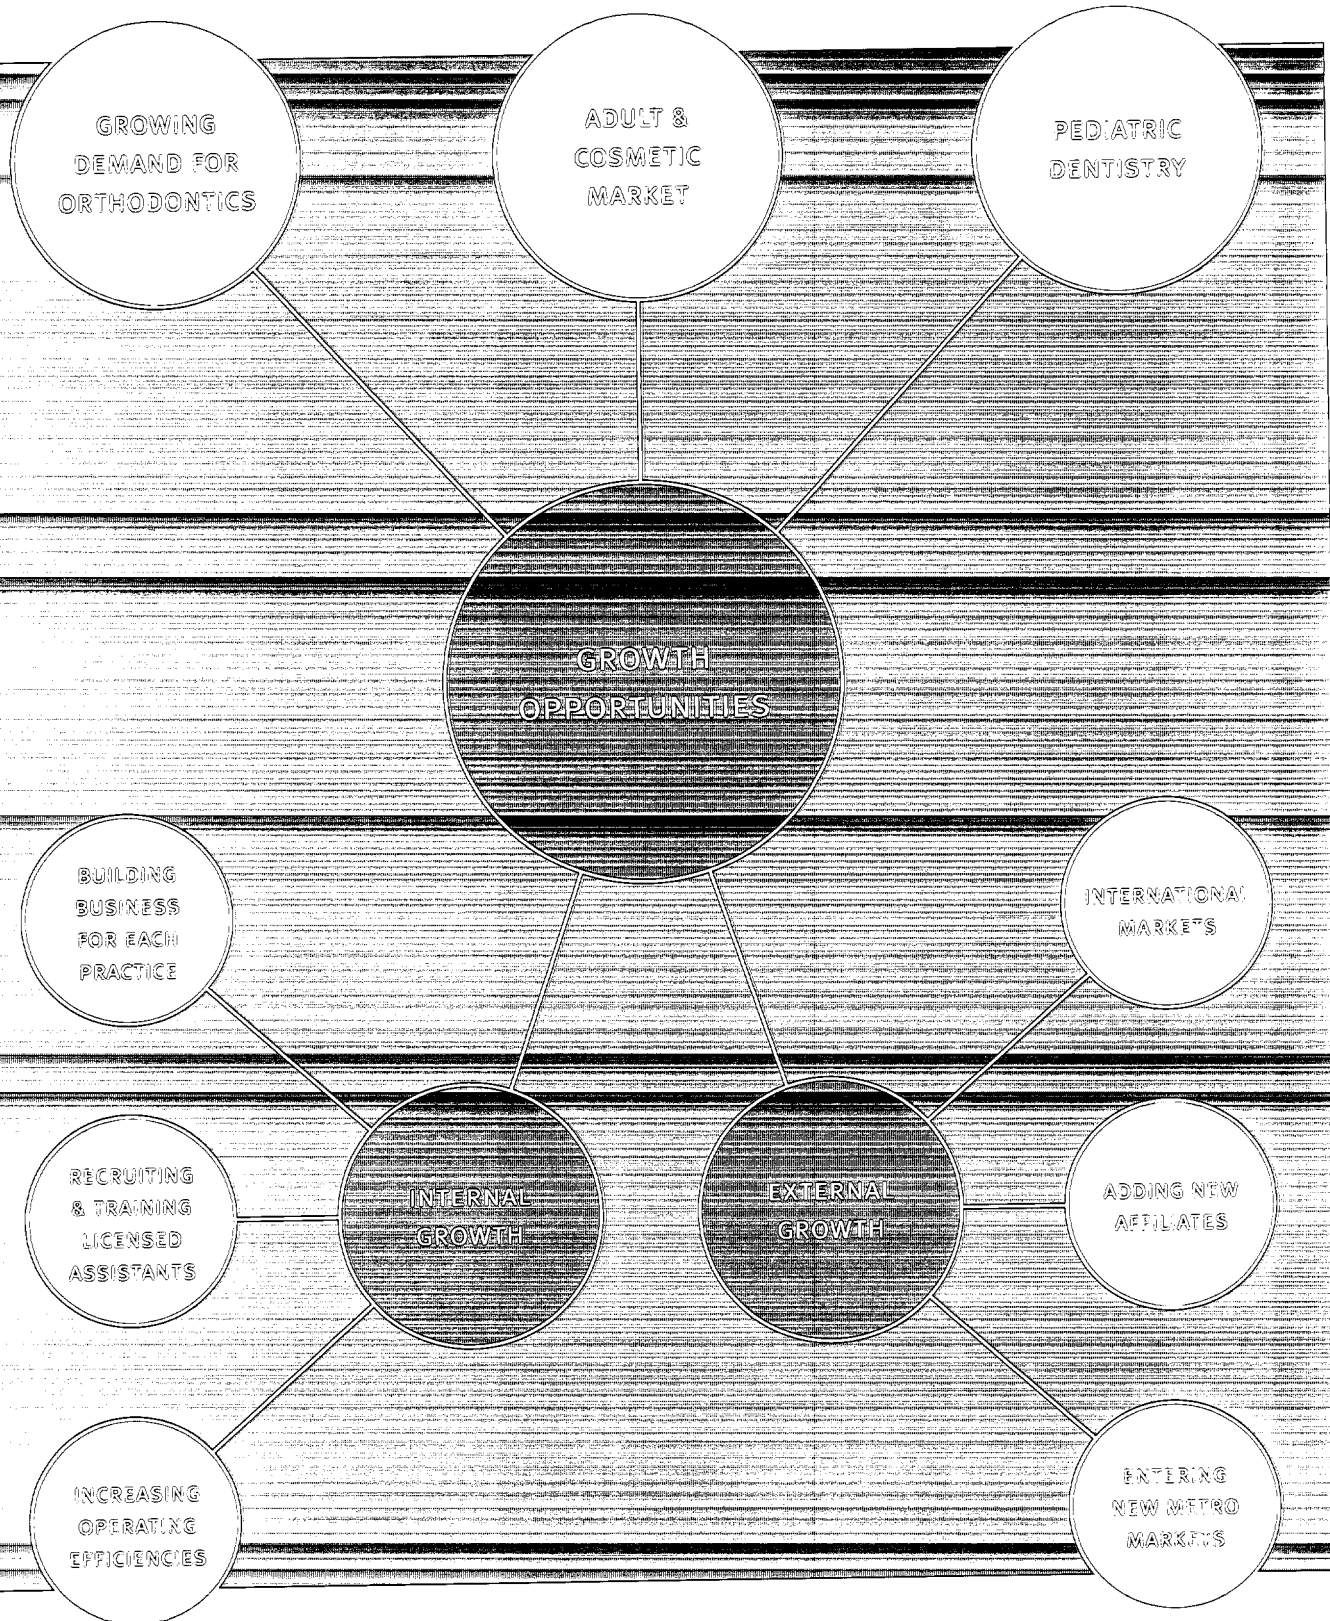 GROWING
DEMAND FOR
ORTHODONTICS
ADULT &
COSMETIC
MARKET
PEDIATRIC
DENTISTRY
GROWTH
OPPORTUNITIES
BUILDING
BUSINESS
FOR EACH
PRACTICE
INTERNATIONAL
MARKETS
RECRUITING
& TRAINING
LICENSED
ASSISTANTS
INTERNAL
GROWTH
EXTERNAL
GROWTH
ADDING NEW
AFFILIATES
INCREASING
OPERATING
EFFICIENCIES
ENTERING
NEW METRO
MARKETS